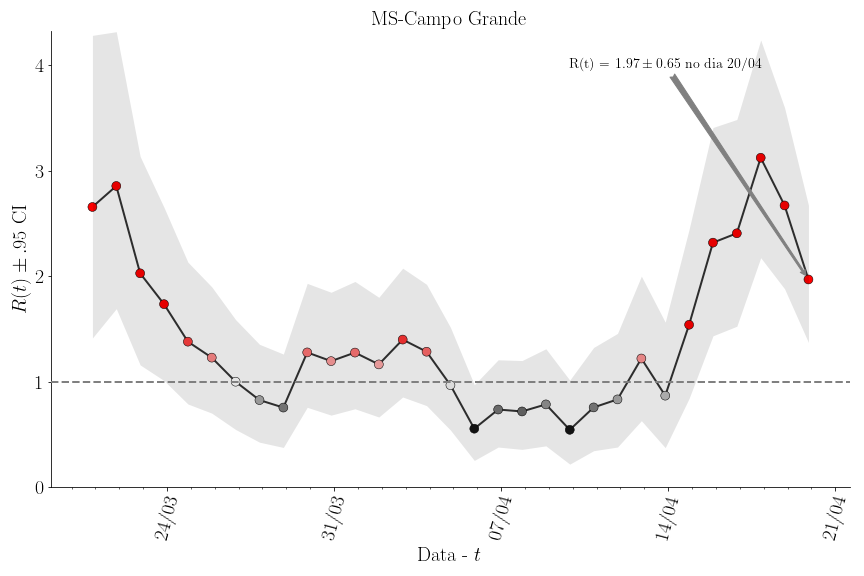 MS-Campo Grande
R(t) = 1.97 ± 0.65 no dia 20/04
R(t) ± .95 CI
4
3
2
1
0
24/03
31/03
07/04
14/04
21/04
Data - t